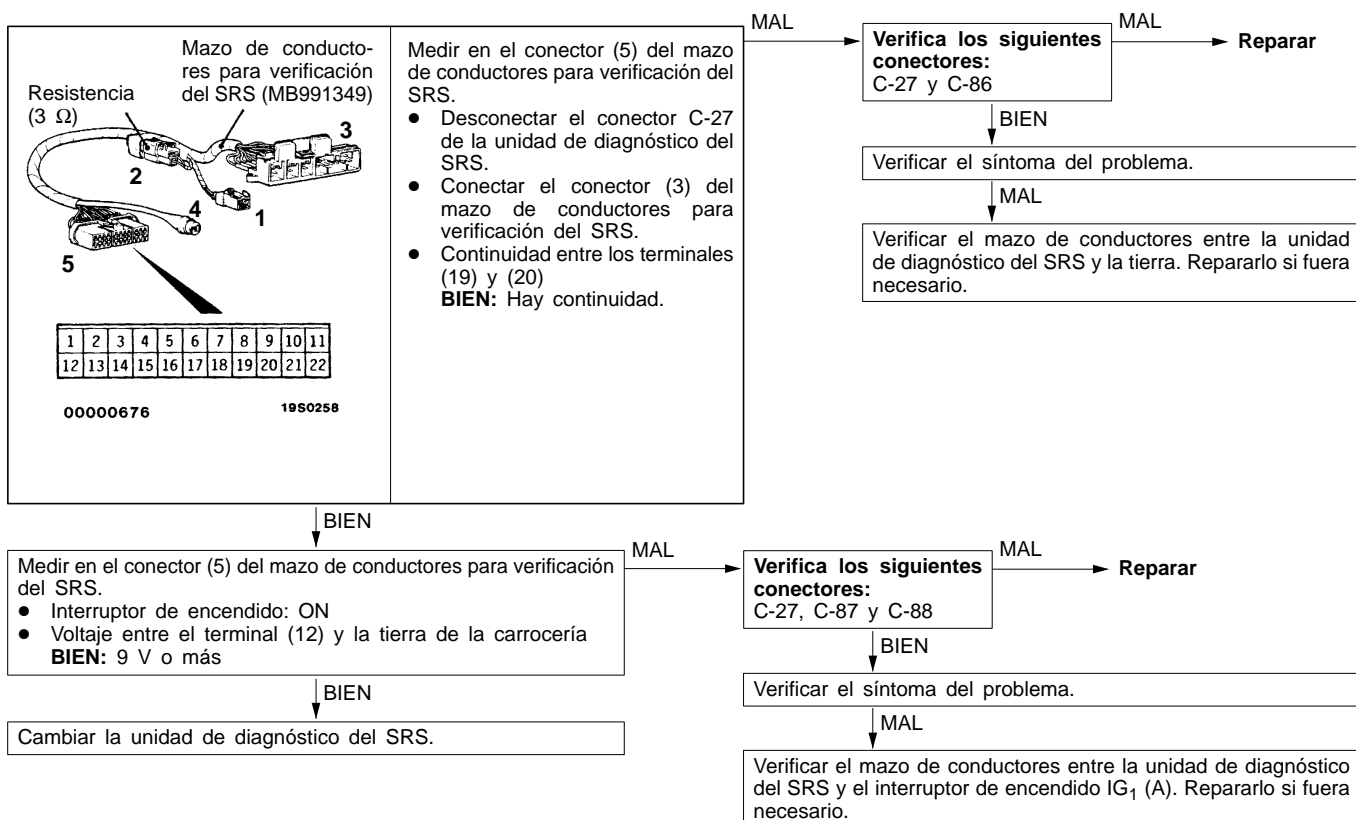 Mazo de conducto-
res para verificación
del SRS (MB991349)
Resistencia
(3 Ω)
3
2
4
1
5
1 2 3 4 5 6 7 8 9 10 11
12 13 14 15 16 17 18 19 20 21 22
00000676
19S0258
Medir en el conector (5) del mazo
de conductores para verificación del
SRS.
● Desconectar el conector C-27
de la unidad de diagnóstico del
SRS.
● Conectar el conector (3) del
mazo de conductores para
verificación del SRS.
● Continuidad entre los terminales
(19) y (20)
BIEN: Hay continuidad.
MAL
Verifica los siguientes
conectores:
C-27 y C-86
MAL
Reparar
BIEN
Verificar el síntoma del problema.
MAL
Verificar el mazo de conductores entre la unidad
de diagnóstico del SRS y la tierra. Repararlo si fuera
necesario.
BIEN
Medir en el conector (5) del mazo de conductores para verificación
del SRS.
● Interruptor de encendido: ON
● Voltaje entre el terminal (12) y la tierra de la carrocería
BIEN: 9 V o más
MAL
Verifica los siguientes
conectores:
C-27, C-87 y C-88
MAL
Reparar
BIEN
Verificar el síntoma del problema.
MAL
Verificar el mazo de conductores entre la unidad de diagnóstico
del SRS y el interruptor de encendido IG1 (A). Repararlo si fuera
necesario.
BIEN
Cambiar la unidad de diagnóstico del SRS.